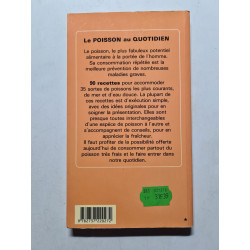 Le POISSON au QUOTIDIEN
Le poisson, le plus fabuleux potentiel
alimentaire à la portée de l'homme.
Sa consommation répétée est la
meilleure prévention de nombreuses
maladies graves.
90 recettes pour accommoder
35 sortes de poissons les plus courants,
de mer et d'eau douce. La plupart de
ces recettes est d'exécution simple,
avec des idées originales pour en
soigner la présentation. Elles sont
presque toutes interchangeables
d'une espèce de poisson à l'autre et
s'accompagnent de conseils, pour en
apprécier la fraîcheur.
Il faut profiter de la possibilité offerte
aujourd'hui de consommer partout du
poisson très frais et le faire entrer dans
notre quotidien.